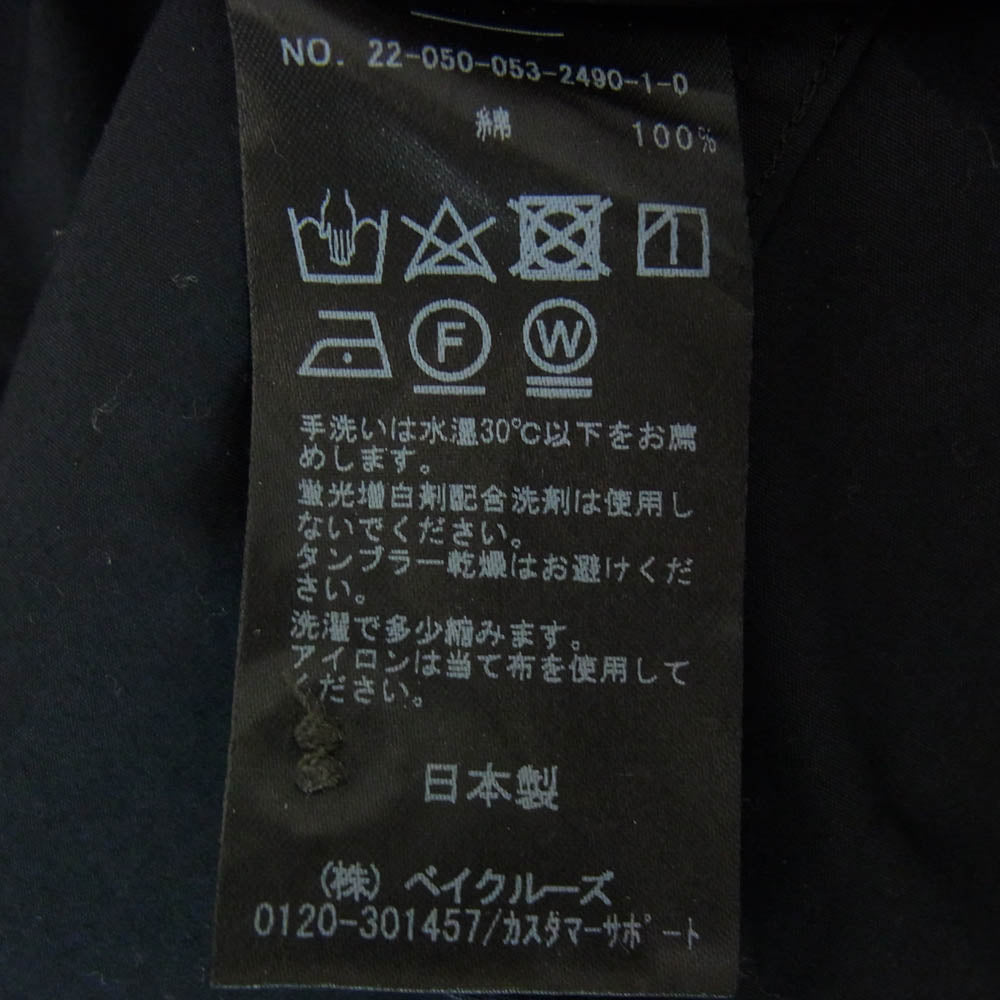 NO. 22-050-053-2490-1-0
綿 100%
F W
手洗いは水温30℃以下をお薦
めします。
蛍光増白剤配合洗剤は使用し
ないでください。
タンブラー乾燥はお避けくだ
さい。
洗濯で多少縮みます。
アイロンは当て布を使用して
ください。
日本製
(株) ベイクルーズ
0120-301457/カスタマーサポート